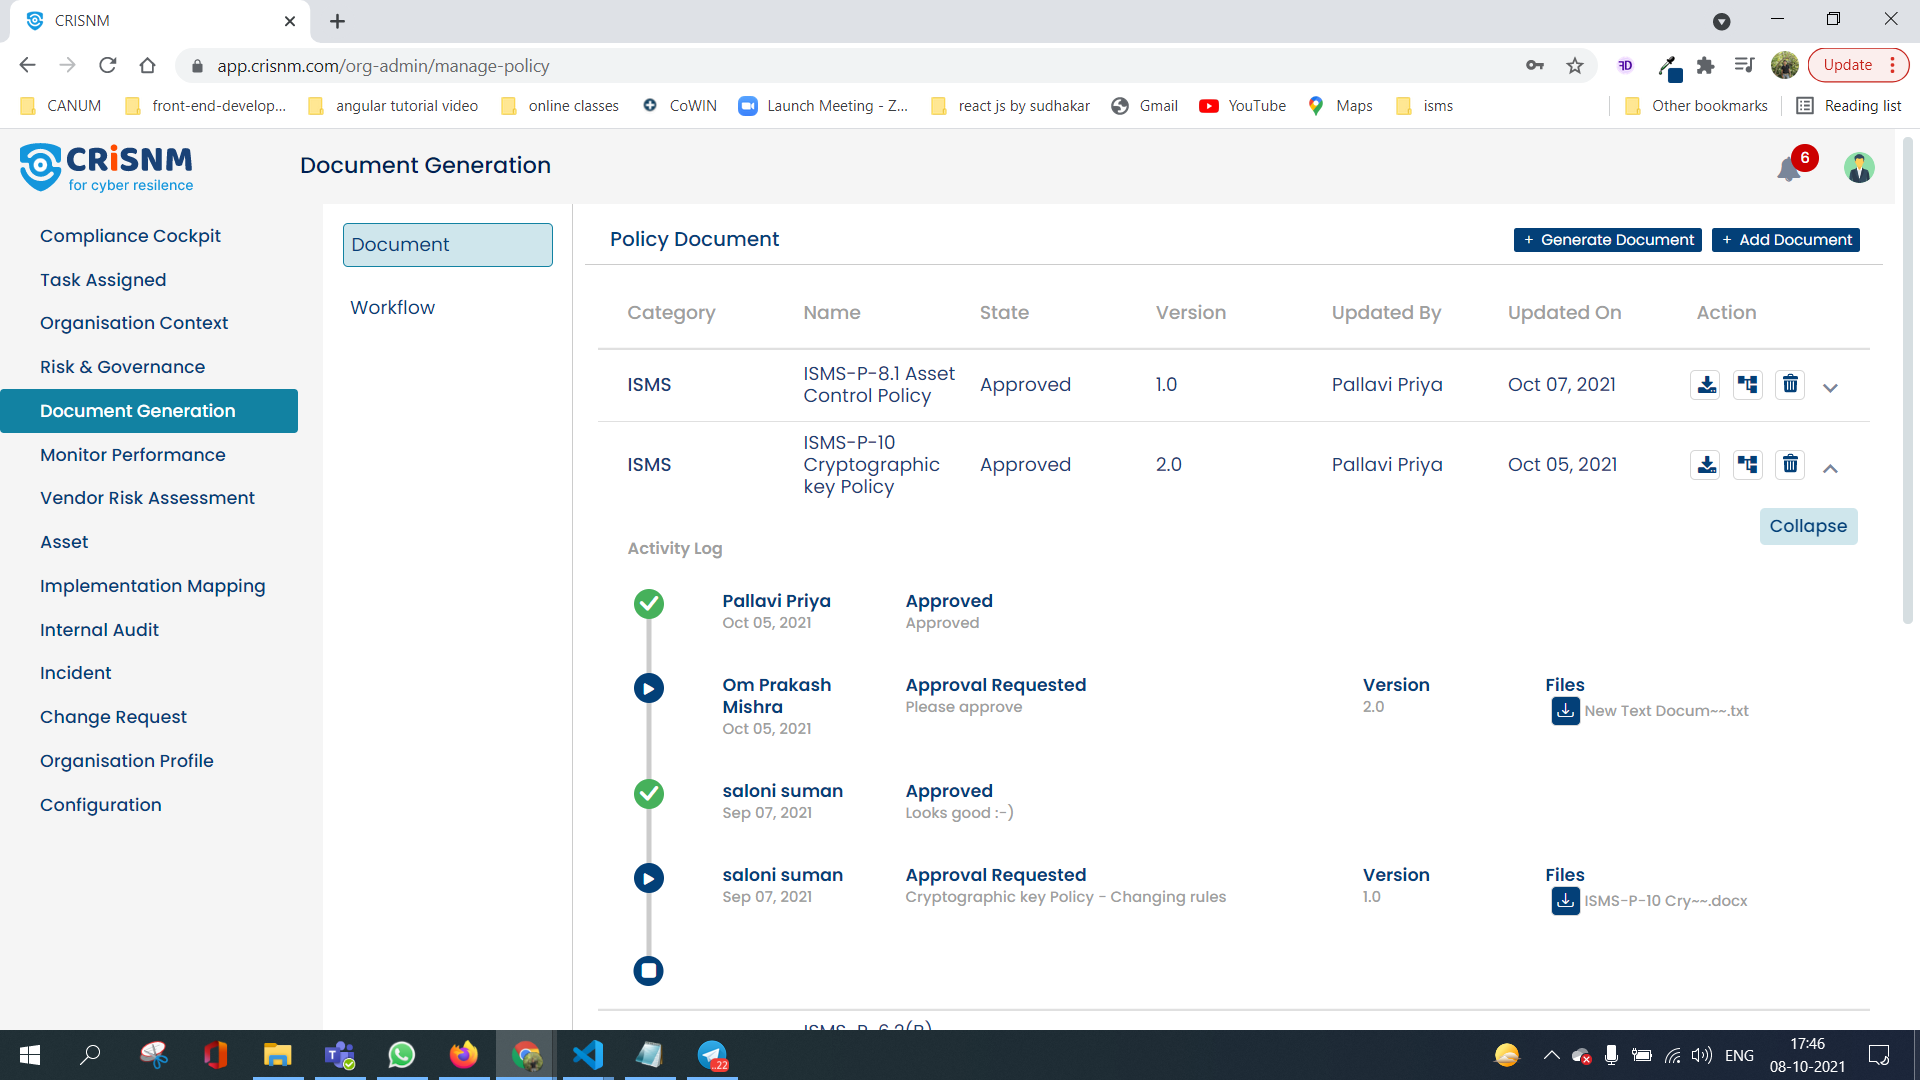 CRISNM
app.crisnm.com/org-admin/manage-policy
Update
CANUM
front-end-develop...
angular tutorial video
online classes
CoWIN
Launch Meeting - Z...
react js by sudhakar
Gmail
YouTube
Maps
isms
Other bookmarks
Reading list
CRiSNM
for cyber resilence
Document Generation
6
Compliance Cockpit
Task Assigned
Organisation Context
Risk & Governance
Document Generation
Monitor Performance
Vendor Risk Assessment
Asset
Implementation Mapping
Internal Audit
Incident
Change Request
Organisation Profile
Configuration
Document
Workflow
Policy Document
+ Generate Document
+ Add Document
Category Name State Version Updated By Updated On Action
ISMS
ISMS-P-8.1 Asset
Control Policy
Approved
1.0
Pallavi Priya
Oct 07, 2021
ISMS
ISMS-P-10
Cryptographic
key Policy
Approved
2.0
Pallavi Priya
Oct 05, 2021
Collapse
Activity Log
Pallavi Priya
Oct 05, 2021
Approved
Approved
Om Prakash
Mishra
Oct 05, 2021
Approval Requested
Please approve
Version
2.0
Files
New Text Docum~~.txt
saloni suman
Sep 07, 2021
Approved
Looks good :-)
saloni suman
Sep 07, 2021
Approval Requested
Cryptographic key Policy - Changing rules
Version
1.0
Files
ISMS-P-10 Cry~~.docx
ISMS-P-6.2(B)
..22
ENG
17:46
08-10-2021